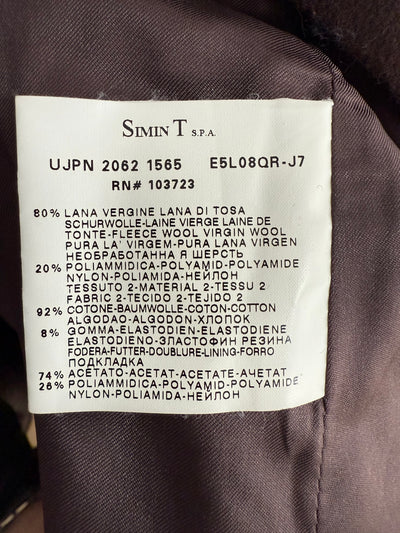 SIMIN T S.P.A.
UJPN 2062 1565 E5L08QR-J7
RN# 103723
80% LANA VERGINE LANA DI TOSA
SCHURWOLLE-LAINE VIERGE LAINE DE
TONTE-FLEECE WOOL VIRGIN WOOL
PURA LA' VIRGEM-PURA LANA VIRGEN
НЕОБРАБОТАННА Я ШЕРСТЬ
20% POLIAMMIDICA-POLYAMID-POLYAMIDE
NYLON-POLIAMIDA-НЕЙЛОН
TESSUTO 2-MATERIAL 2-TESSU 2
FABRIC 2-TECIDO 2-TEJIDO 2
92% COTONE-BAUMWOLLE-COTON-COTTON
ALGODAO-ALGODON-ХЛОПОК
8% GOMMA-ELASTODIEN-ELASTODIENE
ELASTODIENO-ЭЛАСТОФИН РЕЗИНА
FODERA-FUTTER-DOUBLURE-LINING-FORRO
ПОДКЛАДКА
74% ACETATO-ACETAT-ACETATE-АЧЕТАТ
26% POLIAMMIDICA-POLYAMID-POLYAMIDE
NYLON-POLIAMIDA-НЕЙЛОН